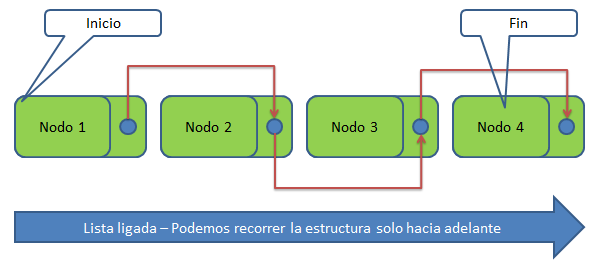 Inicio
Fin
Nodo 1
Nodo 2
Nodo 3
Nodo 4
Lista ligada – Podemos recorrer la estructura solo hacia adelante